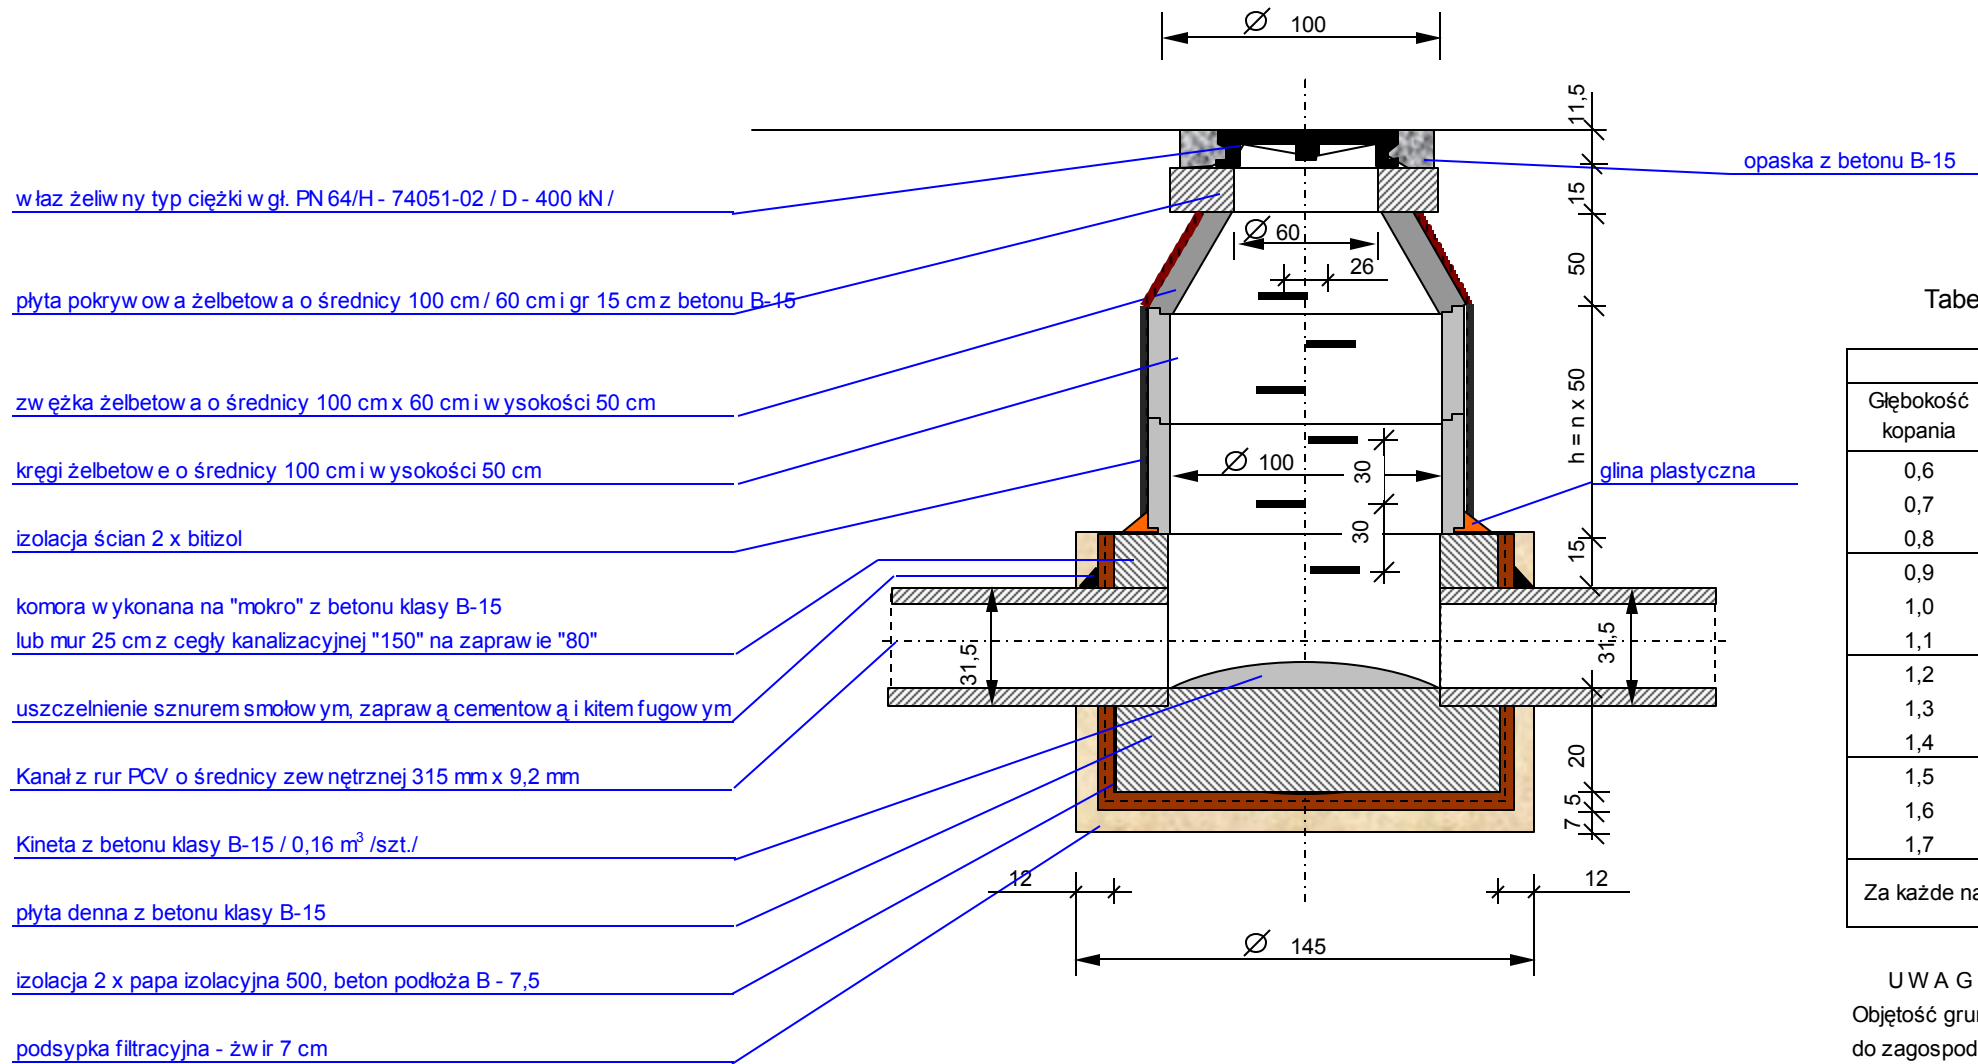 Ø 100
11,5
opaska z betonu B-15
właz żeliwny typ ciężki wgł. PN 64/H - 74051-02 / D - 400 kN /
15
Ø 60
26
50
płyta pokrywowa żelbetowa o średnicy 100 cm / 60 cm i gr 15 cm z betonu B-15
Tabe
zwężka żelbetowa o średnicy 100 cm x 60 cm i wysokości 50 cm
h = n x 50
Głębokość
kopania
kręgi żelbetowe o średnicy 100 cm i wysokości 50 cm
Ø 100
30
glina plastyczna
0,6
0,7
izolacja ścian 2 x bitizol
30
15
0,8
0,9
komora wykonana na "mokro" z betonu klasy B-15
lub mur 25 cm z cegły kanalizacyjnej "150" na zaprawie "80"
1,0
1,1
31,5
31,5
1,2
uszczelnienie sznurem smołowym, zaprawą cementową i kitem fugowym
1,3
1,4
Kanał z rur PCV o średnicy zewnętrznej 315 mm x 9,2 mm
20
1,5
5
1,6
7
1,7
Kineta z betonu klasy B-15 / 0,16 m³ /szt./
12
12
Za każde na
płyta denna z betonu klasy B-15
Ø 145
izolacja 2 x papa izolacyjna 500, beton podłoża B - 7,5
U W A G
Objętość grun
podsypka filtracyjna - żwir 7 cm
do zagospod